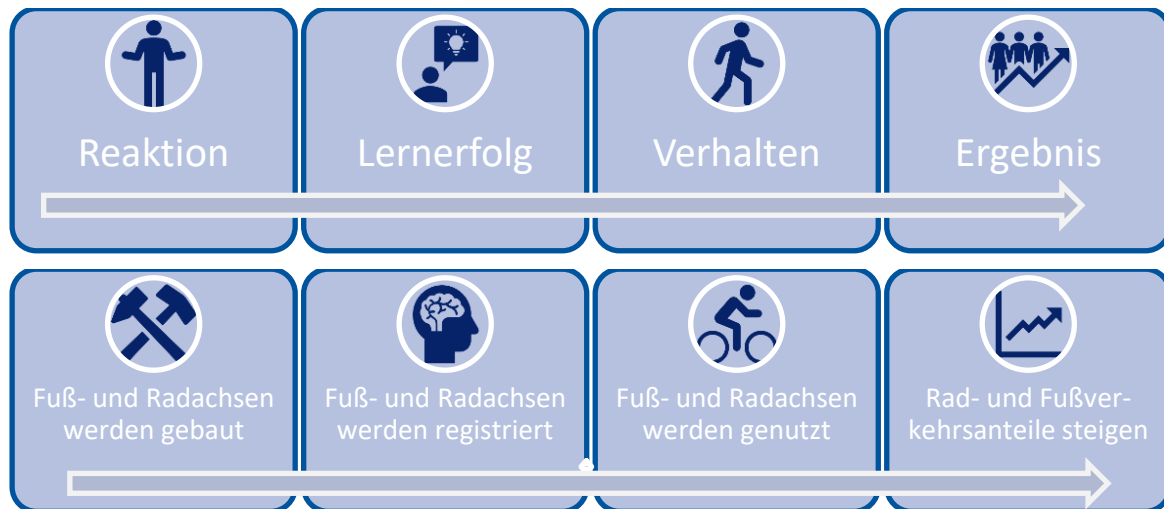 Reaktion
Lernerfolg
Verhalten
Ergebnis
Fuß- und Radachsen
werden gebaut
Fuß- und Radachsen
werden registriert
Fuß- und Radachsen
werden genutzt
Rad- und Fußver-
kehrsanteile steigen